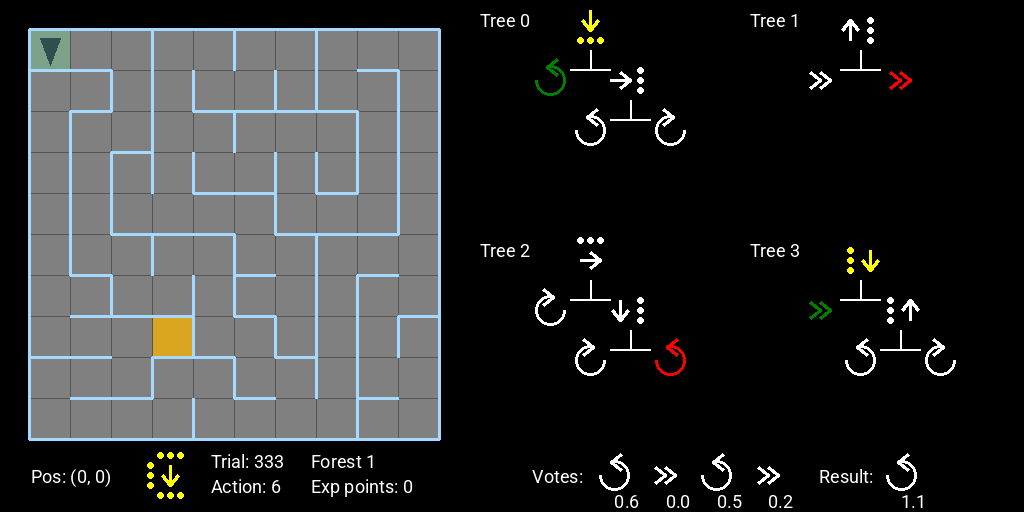 Tree 0
Tree 1
Tree 2
Tree 3
Pos: (0, 0)
Trial: 333
Forest 1
Action: 6
Exp points: 0
Votes:
0.6
0.0
0.5
0.2
Result:
1.1